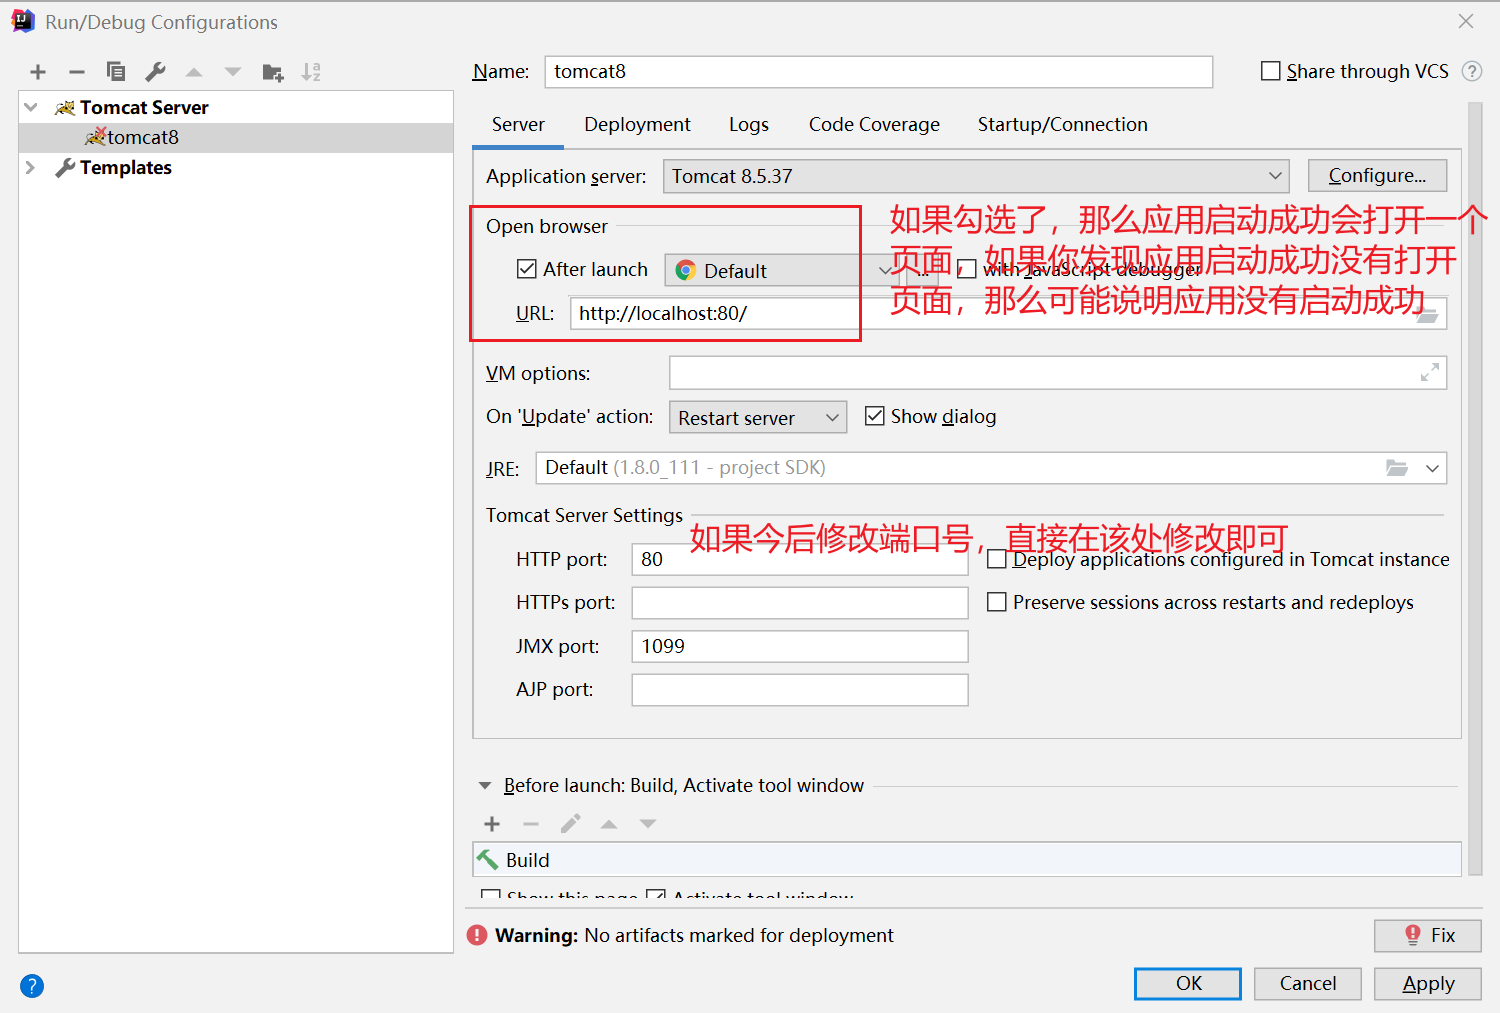 Run/Debug Configurations
Name: tomcat8
Share through VCS
Tomcat Server
tomcat8
Templates
Server Deployment Logs Code Coverage Startup/Connection
Application server: Tomcat 8.5.37 Configure...
如果勾选了，那么应用启动成功会打开一个
页面，如果你发现应用启动成功没有打开
页面，那么可能说明应用没有启动成功
Open browser
After launch Default ... with JavaScript debugger
URL: http://localhost:80/
VM options:
On 'Update' action: Restart server Show dialog
JRE: Default (1.8.0_111 - project SDK)
Tomcat Server Settings
如果今后修改端口号，直接在该处修改即可
HTTP port: 80 Deploy applications configured in Tomcat instance
HTTPs port: Preserve sessions across restarts and redeploys
JMX port: 1099
AJP port:
Before launch: Build, Activate tool window
Build
Show this page Activate tool window
Warning: No artifacts marked for deployment Fix
OK Cancel Apply